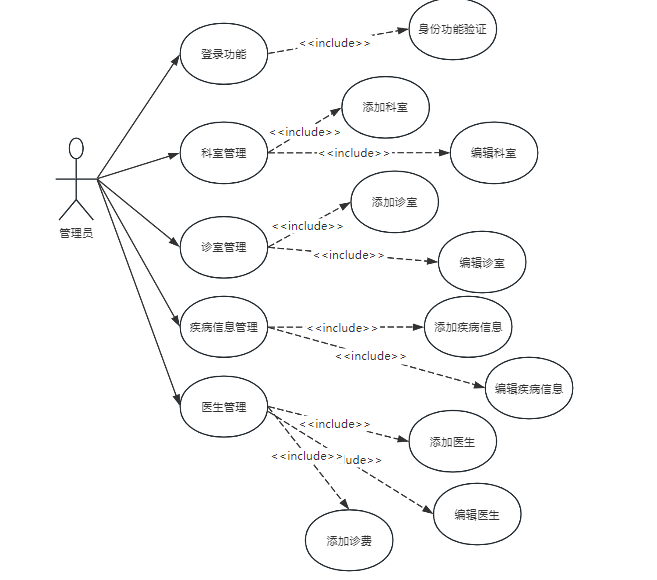 身份功能验证
<<include>>
登录功能
添加科室
<<include>>
科室管理
<<include>>
编辑科室
管理员
添加诊室
<<include>>
诊室管理
<<include>>
编辑诊室
疾病信息管理
<<include>>
添加疾病信息
<<include>>
编辑疾病信息
医生管理
<<include>>
添加医生
<<include>>
lude>>
编辑医生
添加诊费